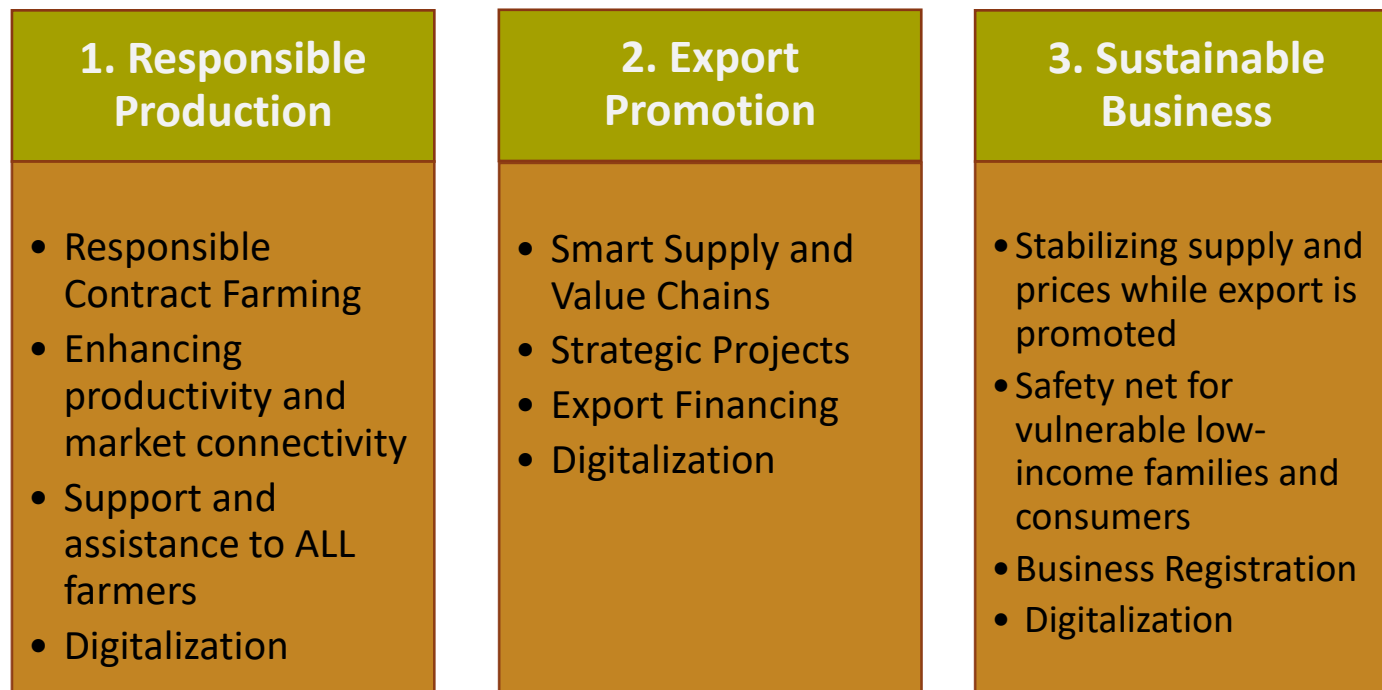 1. Responsible
Production
• Responsible
Contract Farming
• Enhancing
productivity and
market connectivity
• Support and
assistance to ALL
farmers
• Digitalization
2. Export
Promotion
• Smart Supply and
Value Chains
• Strategic Projects
• Export Financing
• Digitalization
3. Sustainable
Business
• Stabilizing supply and
prices while export is
promoted
• Safety net for
vulnerable low-
income families and
consumers
• Business Registration
• Digitalization